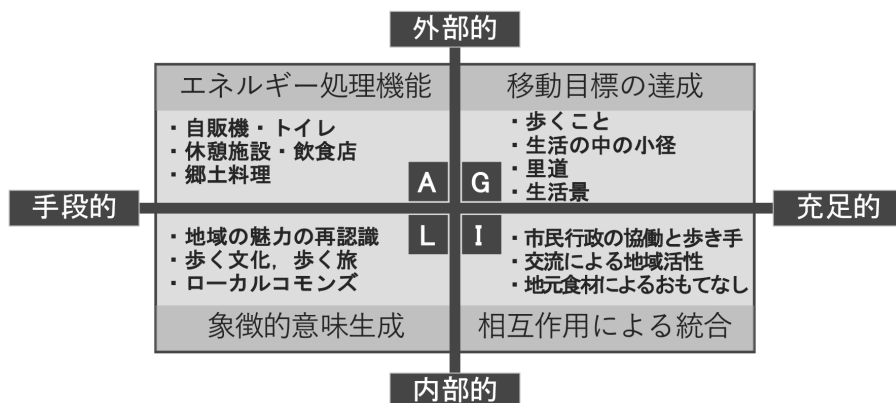 外部的
エネルギー処理機能
・自販機・トイレ
・休憩施設・飲食店
・郷土料理
A
移動目標の達成
・歩くこと
・生活の中の小径
・里道
・生活景
G
手段的
充足的
・地域の魅力の再認識
・歩く文化，歩く旅
・ローカルコモンズ
L
象徴的意味生成
I
・市民行政の協働と歩き手
・交流による地域活性
・地元食材によるおもてなし
相互作用による統合
内部的